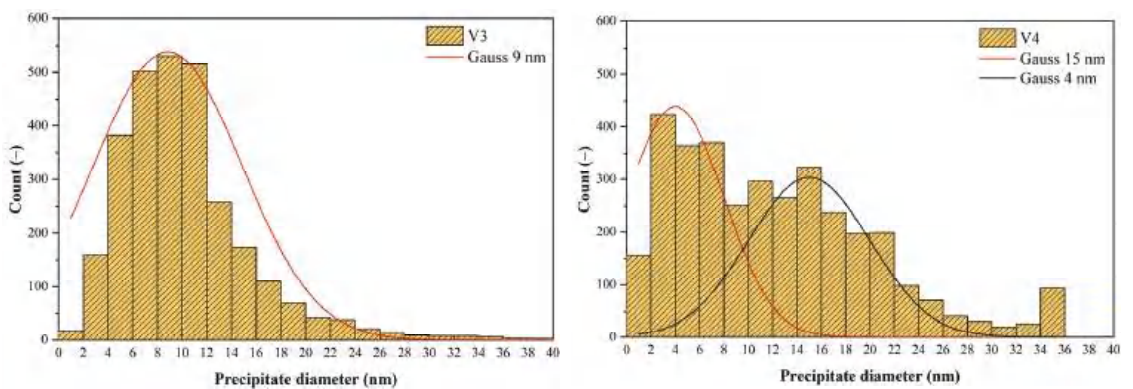 600
500
400
300
200
100
0
Count (–)
V3
Gauss 9 nm
0 2 4 6 8 10 12 14 16 18 20 22 24 26 28 30 32 34 36 38 40
Precipitate diameter (nm)
600
500
400
300
200
100
0
Count (–)
V4
Gauss 15 nm
Gauss 4 nm
0 2 4 6 8 10 12 14 16 18 20 22 24 26 28 30 32 34 36 38 40
Precipitate diameter (nm)